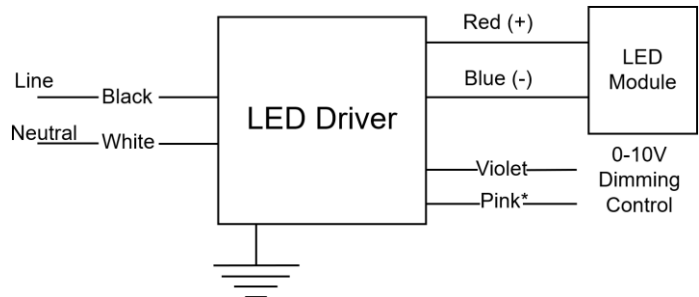 Line
Black
Neutral
White
LED Driver
Red (+)
Blue (-)
LED
Module
Violet
Pink*
0-10V
Dimming
Control